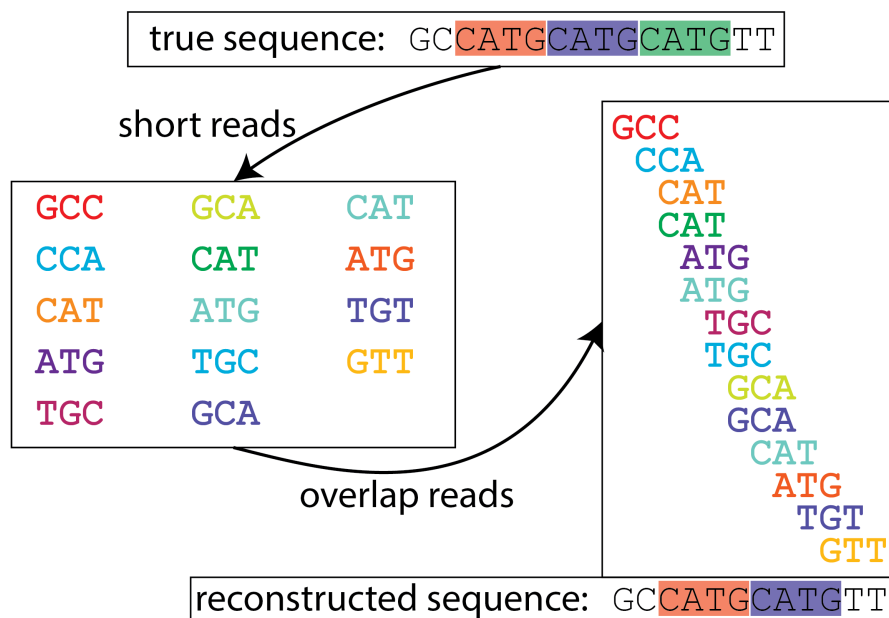 true sequence: GCCATGCATGCATGTT
short reads
GCC GCA CAT
CCA CAT ATG
CAT ATG TGT
ATG TGC GTT
TGC GCA
overlap reads
GCC
CCA
CAT
CAT
ATG
ATG
TGC
TGC
GCA
GCA
CAT
ATG
TGT
GTT
reconstructed sequence: GCCATGCATGTT